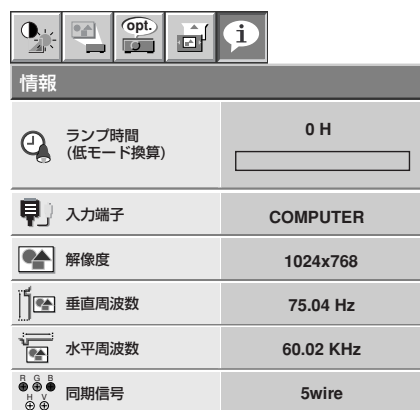 opt.
i
情報
ランプ時間
(低モード換算)
0 H
入力端子
COMPUTER
解像度
1024x768
垂直周波数
75.04 Hz
水平周波数
60.02 KHz
R G B
H V
同期信号
5wire